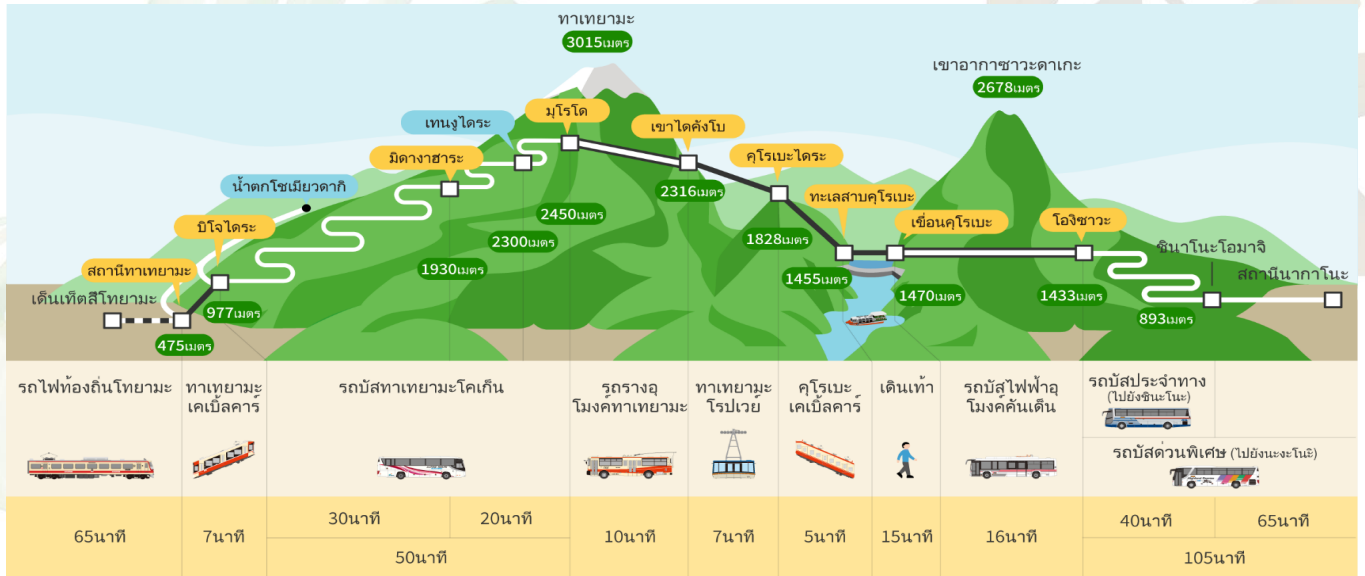 ทาเทยามะ
3015เมตร
เขาอากาซาวะดาเกะ
2678เมตร
มุโรโด
เทนงูไดระ
เขาไดคังโบ
มิดางาฮาระ
คุโรเบะไดระ
น้ำตกโชเมียวดากิ
2316เมตร
ทะเลสาบคุโรเบะ
บิโจไดระ
2450เมตร
เขื่อนคุโรเบะ
โองิซาวะ
2300เมตร
1828เมตร
ชินาโนะโอมาจิ
สถานีทาเทยามะ
1930เมตร
1455เมตร
สถานีนากาโนะ
เด็นเท็ตสึโทยามะ
977เมตร
1470เมตร
1433เมตร
893เมตร
475เมตร
รถไฟท้องถิ่นโทยามะ
ทาเทยามะ
เคเบิ้ลคาร์
รถบัสทาเทยามะโคเก็น
รถรางอุ
โมงค์ทาเทยามะ
ทาเทยามะ
โรปเวย์
คุโรเบะ
เคเบิ้ลคาร์
เดินเท้า
รถบัสไฟฟ้าอุ
โมงค์คันเด็น
รถบัสประจำทาง
(ไปยังชินะโนะ)
รถบัสด่วนพิเศษ (ไปยังนะงะโนะ)
65นาที
7นาที
30นาที
20นาที
50นาที
10นาที
7นาที
5นาที
15นาที
16นาที
40นาที
65นาที
105นาที